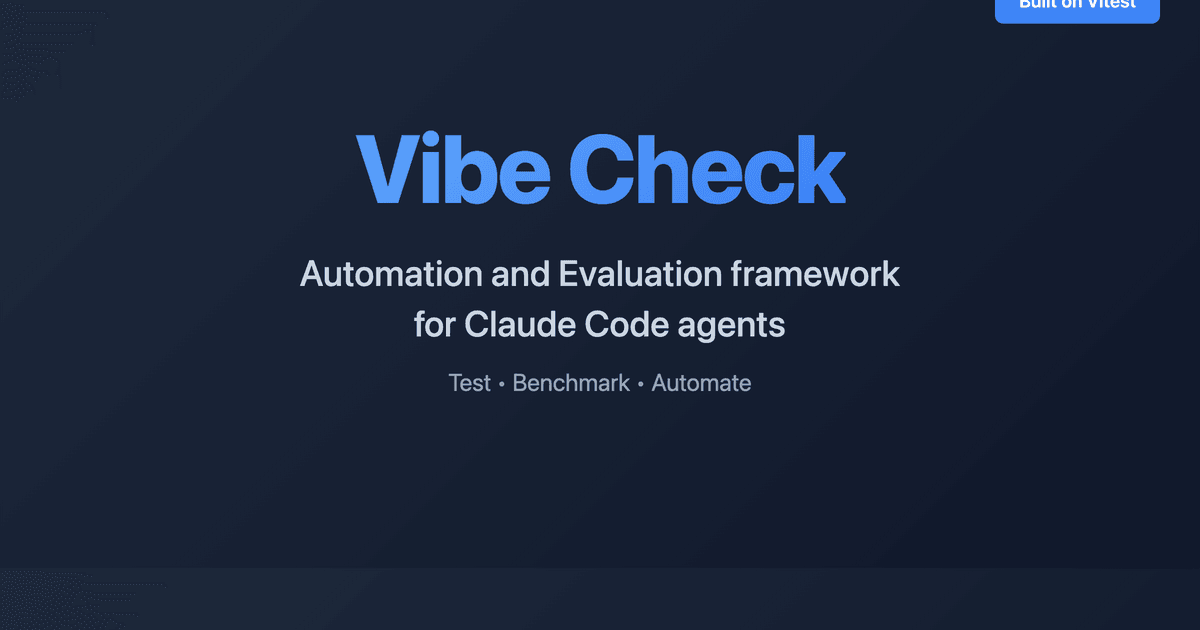 Built on Vitest
Vibe Check
Automation and Evaluation framework
for Claude Code agents
Test • Benchmark • Automate